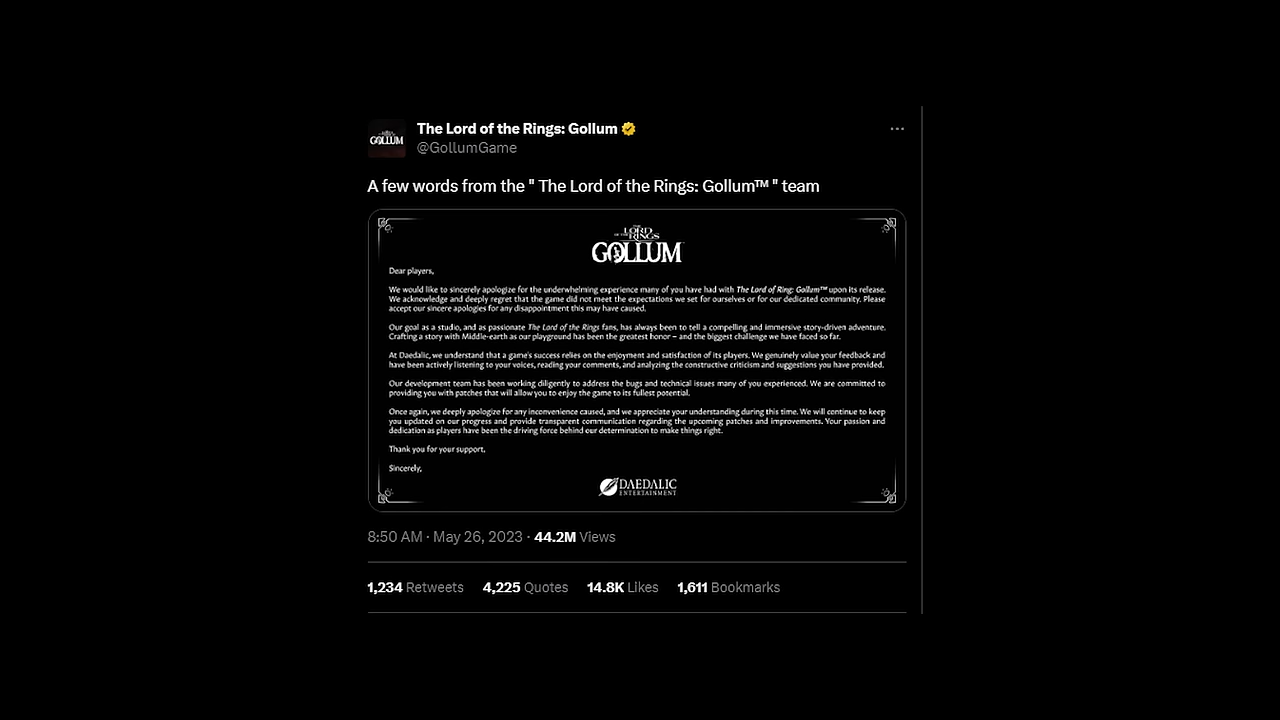 The Lord of the Rings: Gollum
@GollumGame
A few words from the " The Lord of the Rings: Gollum™ " team
THE LORD OF THE RINGS
GOLLUM
Dear players,
We would like to sincerely apologize for the underwhelming experience many of you have had with The Lord of Ring: Gollum™ upon its release.
We acknowledge and deeply regret that the game did not meet the expectations we set for ourselves or for our dedicated community. Please
accept our sincere apologies for any disappointment this may have caused.
Our goal as a studio, and as passionate The Lord of the Rings fans, has always been to tell a compelling and immersive story-driven adventure.
Crafting a story with Middle-earth as our playground has been the greatest honor – and the biggest challenge we have faced so far.
At Daedalic, we understand that a game's success relies on the enjoyment and satisfaction of its players. We genuinely value your feedback and
have been actively listening to your voices, reading your comments, and analyzing the constructive criticism and suggestions you have provided.
Our development team has been working diligently to address the bugs and technical issues many of you experienced. We are committed to
providing you with patches that will allow you to enjoy the game to its fullest potential.
Once again, we deeply apologize for any inconvenience caused, and we appreciate your understanding during this time. We will continue to keep
you updated on our progress and provide transparent communication regarding the upcoming patches and improvements. Your passion and
dedication as players have been the driving force behind our determination to make things right.
Thank you for your support,
Sincerely,
DAEDALIC
ENTERTAINMENT
8:50 AM · May 26, 2023 · 44.2M Views
1,234 Retweets 4,225 Quotes 14.8K Likes 1,611 Bookmarks